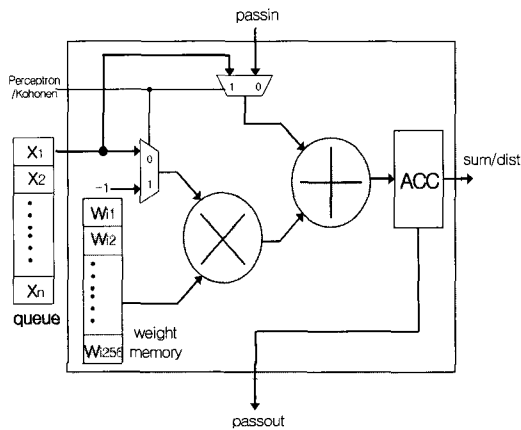 passin
Perceptron
/Kohonen
1 0
X1
X2
Xn
queue
0
1
−1
Wi1
Wi2
Wi256
weight
memory
ACC
sum/dist
passout